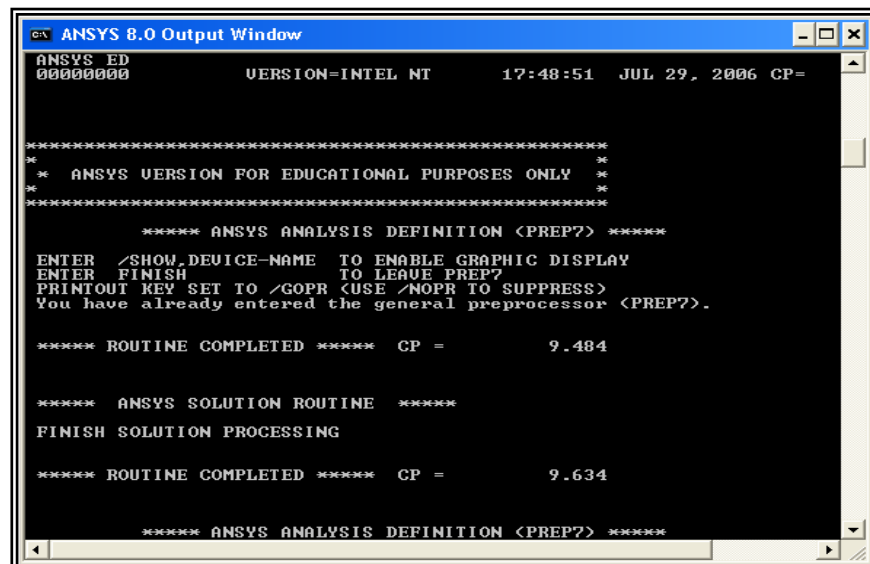 ANSYS 8.0 Output Window
ANSYS ED
00000000 VERSION=INTEL NT 17:48:51 JUL 29, 2006 CP=
**************************************************************
* *
* ANSYS VERSION FOR EDUCATIONAL PURPOSES ONLY *
* *
**************************************************************
***** ANSYS ANALYSIS DEFINITION (PREP7) *****
ENTER /SHOW,DEVICE-NAME TO ENABLE GRAPHIC DISPLAY
ENTER FINISH TO LEAVE PREP7
PRINTOUT KEY SET TO /GOPR (USE /NOPR TO SUPPRESS)
You have already entered the general preprocessor (PREP7).
***** ROUTINE COMPLETED ***** CP = 9.484
***** ANSYS SOLUTION ROUTINE *****
FINISH SOLUTION PROCESSING
***** ROUTINE COMPLETED ***** CP = 9.634
***** ANSYS ANALYSIS DEFINITION (PREP7) *****